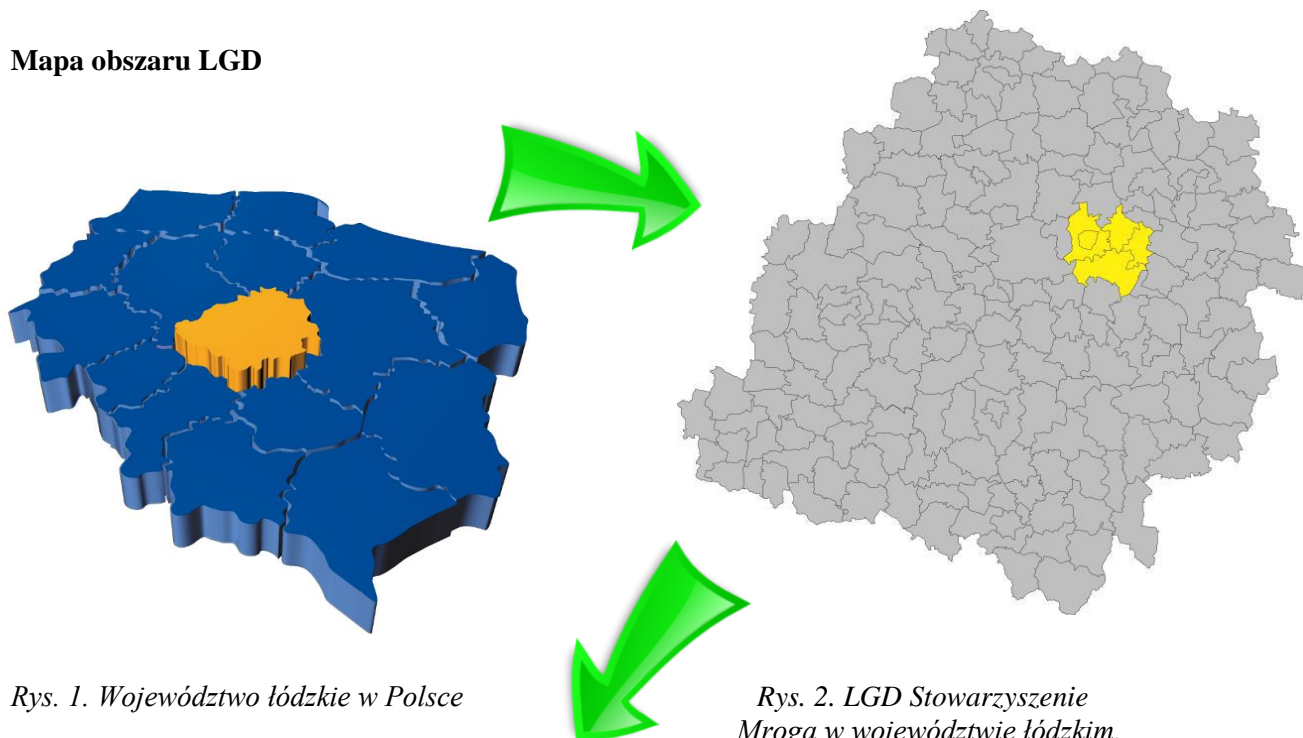 Mapa obszaru LGD
Rys. 1. Województwo łódzkie w Polsce
Rys. 2. LGD Stowarzyszenie
Mroga w województwie łódzkim.